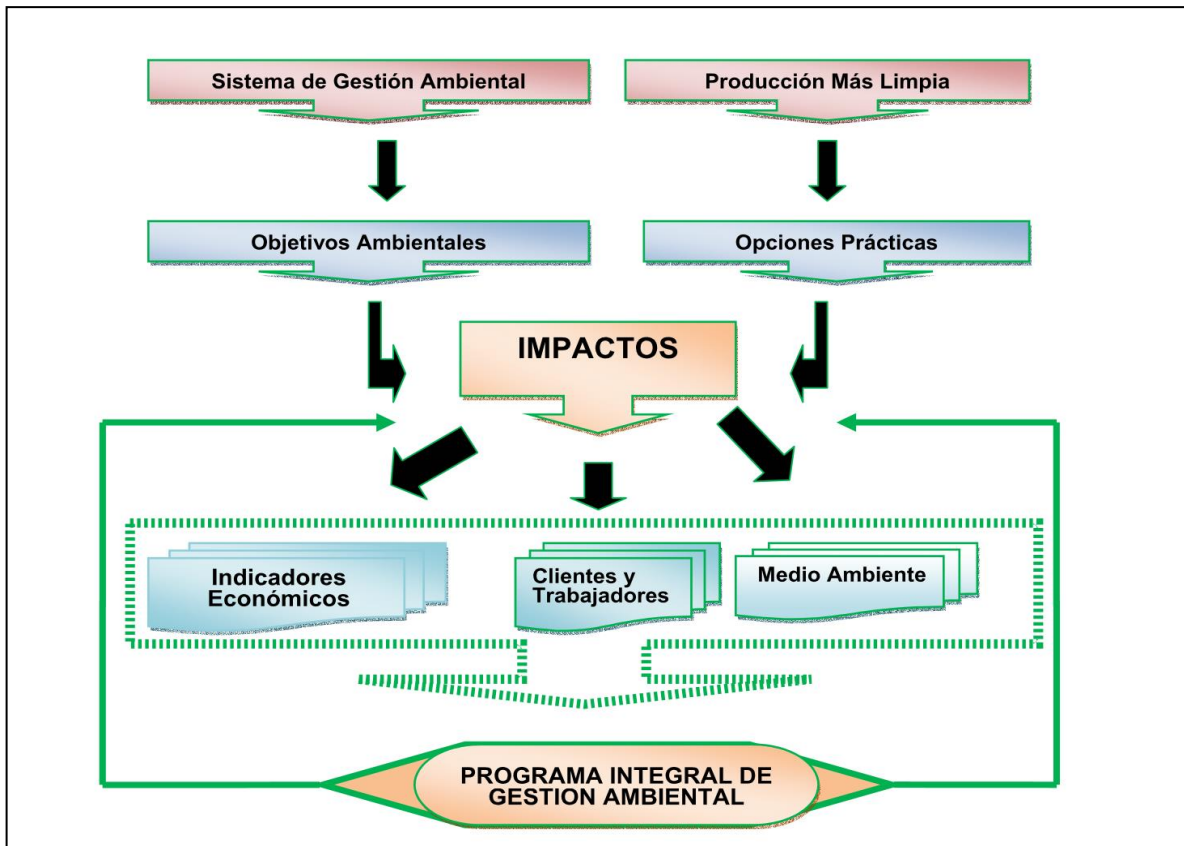 Sistema de Gestión Ambiental
Producción Más Limpia
Objetivos Ambientales
Opciones Prácticas
IMPACTOS
Indicadores
Económicos
Clientes y
Trabajadores
Medio Ambiente
PROGRAMA INTEGRAL DE
GESTION AMBIENTAL